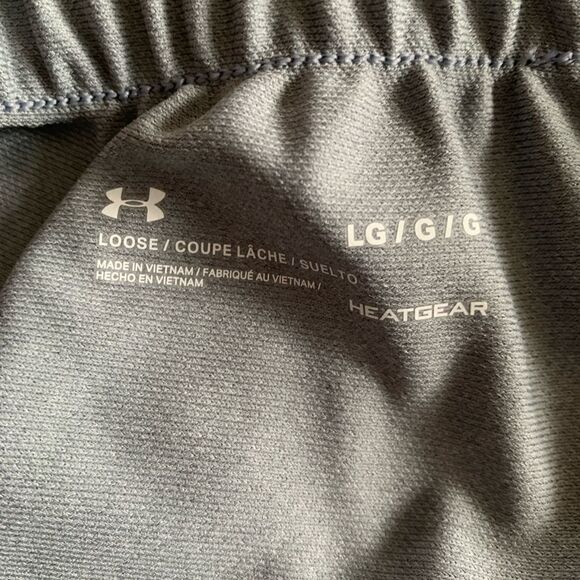 LG / G / G
LOOSE / COUPE LÂCHE / SUELTO
MADE IN VIETNAM / FABRIQUÉ AU VIETNAM /
HECHO EN VIETNAM
HEATGEAR